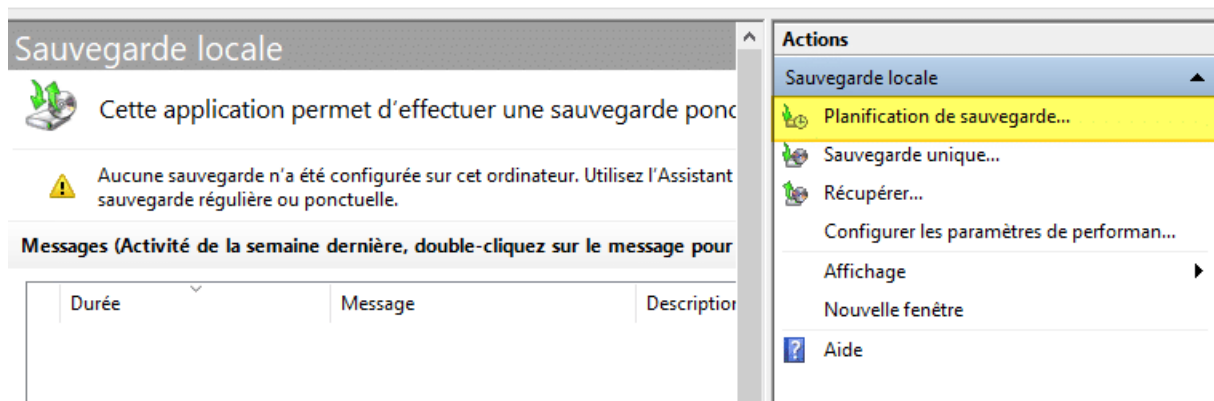 Sauvegarde locale
Cette application permet d'effectuer une sauvegarde ponc
Aucune sauvegarde n'a été configurée sur cet ordinateur. Utilisez l'Assistant
sauvegarde régulière ou ponctuelle.
Messages (Activité de la semaine dernière, double-cliquez sur le message pour
Durée Message Description
Actions
Sauvegarde locale
Planification de sauvegarde...
Sauvegarde unique...
Récupérer...
Configurer les paramètres de performan...
Affichage
Nouvelle fenêtre
Aide